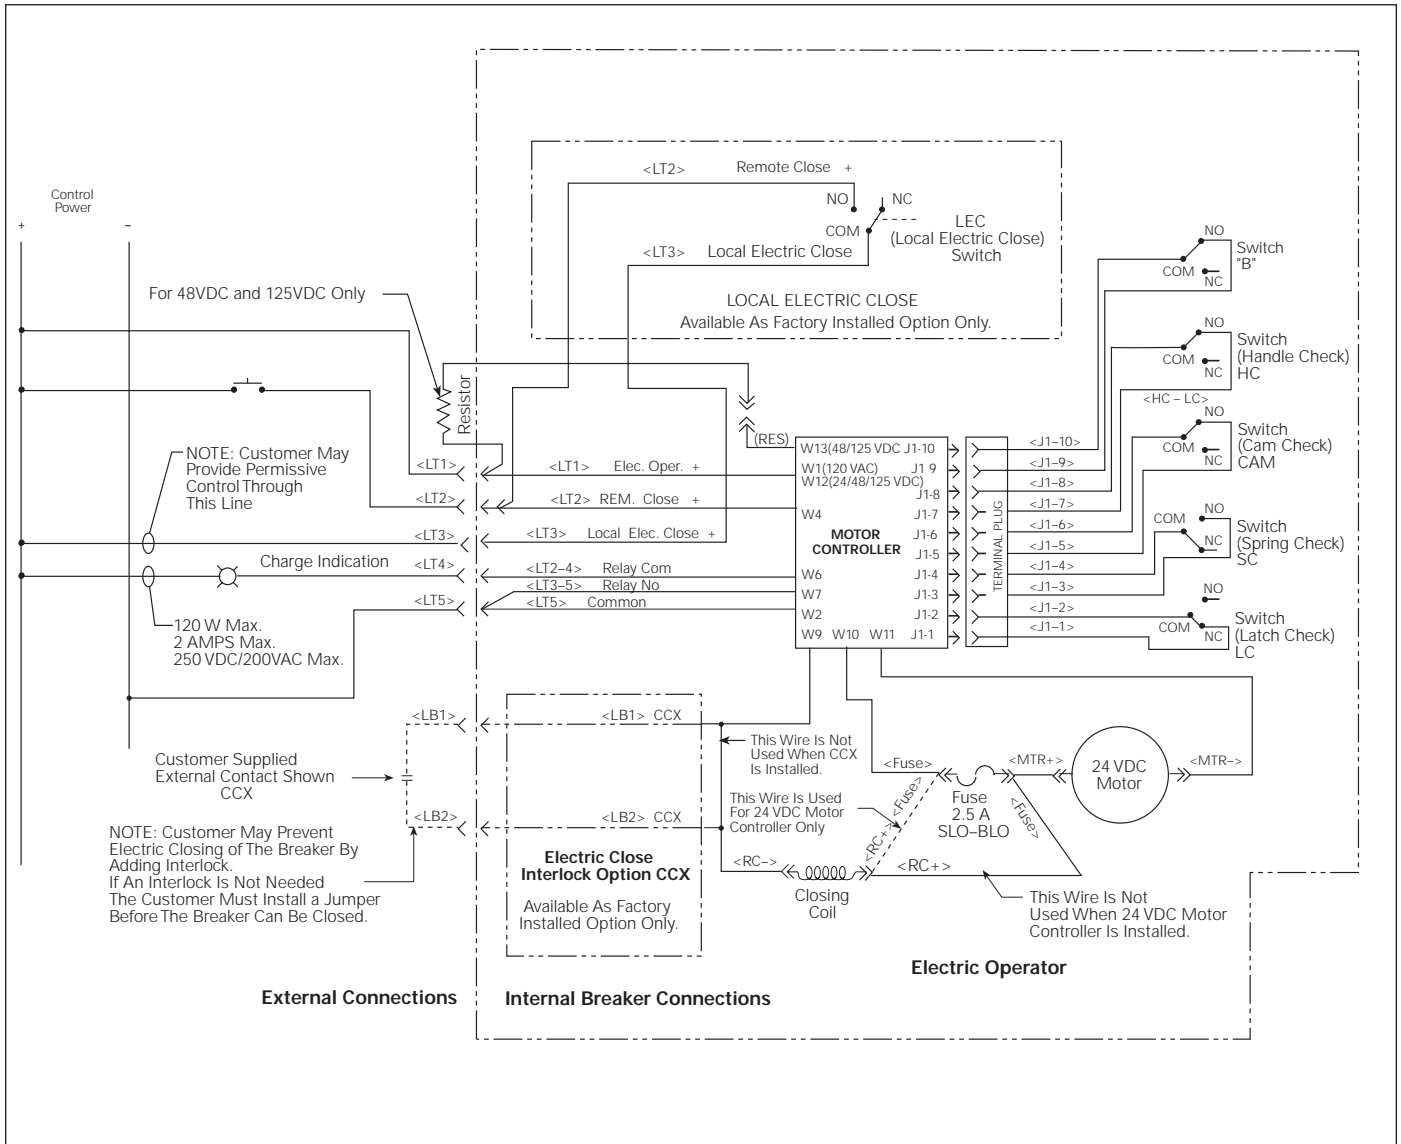 <LT2> Remote Close +
NO
NC
COM
LEC
(Local Electric Close)
Switch
<LT3> Local Electric Close
LOCAL ELECTRIC CLOSE
Available As Factory Installed Option Only.
Control
Power
+
–
For 48VDC and 125VDC Only
Resistor
NOTE: Customer May
Provide Permissive
Control Through
This Line
<LT1>
<LT2>
<LT3>
Charge Indication
<LT4>
<LT5>
120 W Max.
2 AMPS Max.
250 VDC/200VAC Max.
<LT1> Elec. Oper. +
<LT2> REM. Close +
<LT3> Local Elec. Close +
<LT2–4> Relay Com
<LT3–5> Relay No
<LT5> Common
(RES)
W13(48/125 VDC J1-10
W1(120 VAC) J1 9
W12(24/48/125 VDC)
J1-8
W4 J1-7
MOTOR
CONTROLLER
J1-6
J1-5
W6 J1-4
W7 J1-3
W2 J1-2
W9 W10 W11 J1-1
TERMINAL PLUG
<J1–10>
<J1–9>
<J1–8>
<J1–7>
<J1–6>
<J1–5>
<J1–4>
<J1–3>
<J1–2>
<J1–1>
NO
COM
NC
Switch
"B"
NO
COM
NC
Switch
(Handle Check)
HC
<HC – LC>
NO
COM
NC
Switch
(Cam Check)
CAM
NO
COM
NC
Switch
(Spring Check)
SC
NO
COM
NC
Switch
(Latch Check)
LC
<LB1>
<LB1> CCX
Customer Supplied
External Contact Shown
CCX
<LB2>
<LB2> CCX
NOTE: Customer May Prevent
Electric Closing of The Breaker By
Adding Interlock.
If An Interlock Is Not Needed
The Customer Must Install a Jumper
Before The Breaker Can Be Closed.
Electric Close
Interlock Option CCX
Available As Factory
Installed Option Only.
This Wire Is Not
Used When CCX
Is Installed.
This Wire Is Used
For 24 VDC Motor
Controller Only
<Fuse>
<RC+> <Fuse>
Fuse
2.5 A
SLO–BLO
<MTR+>
24 VDC
Motor
<MTR–>
<Fuse>
<RC–>
Closing
Coil
<RC+>
This Wire Is Not
Used When 24 VDC Motor
Controller Is Installed.
Electric Operator
External Connections
Internal Breaker Connections